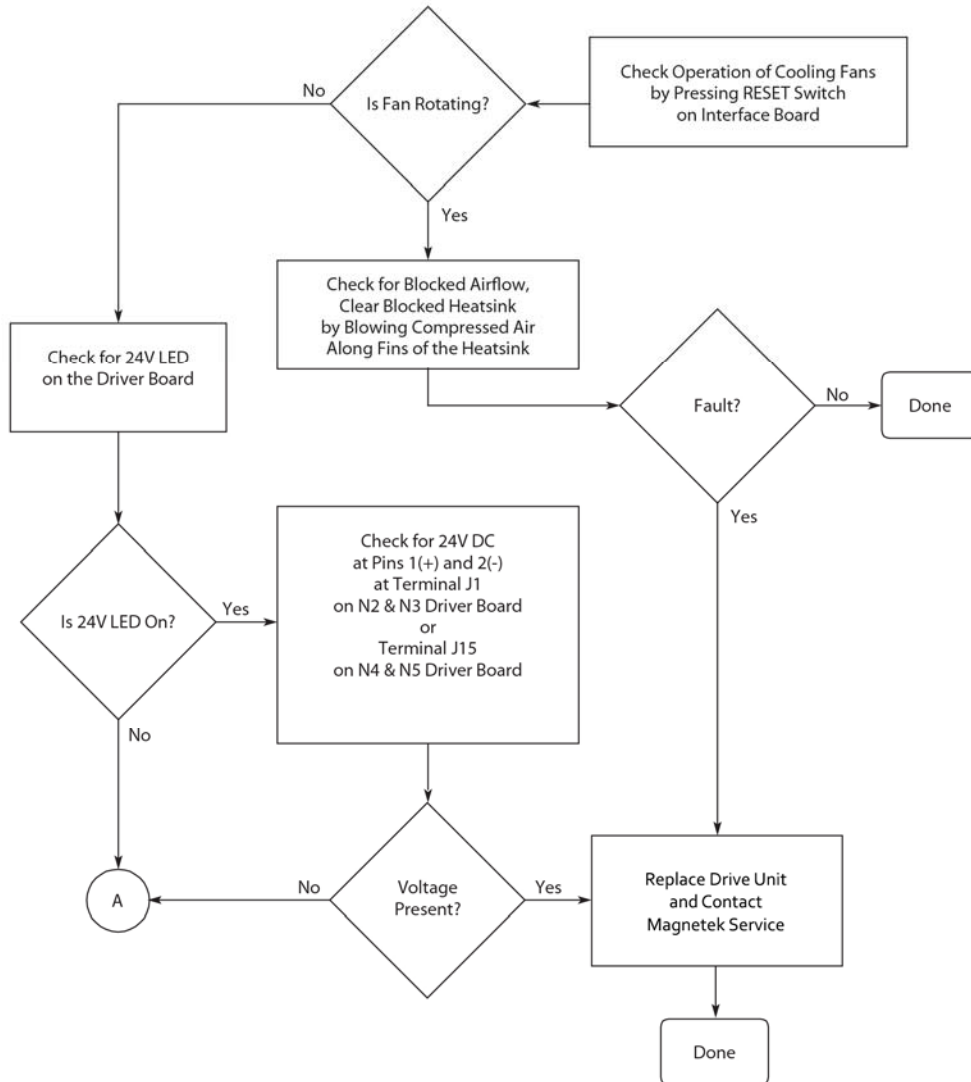 Check Operation of Cooling Fans
by Pressing RESET Switch
on Interface Board
Is Fan Rotating?
No
Yes
Check for Blocked Airflow,
Clear Blocked Heatsink
by Blowing Compressed Air
Along Fins of the Heatsink
Fault?
No
Done
Yes
Check for 24V LED
on the Driver Board
Is 24V LED On?
Yes
No
Check for 24V DC
at Pins 1(+) and 2(-)
at Terminal J1
on N2 & N3 Driver Board
or
Terminal J15
on N4 & N5 Driver Board
Voltage
Present?
No
Yes
A
Replace Drive Unit
and Contact
Magnetek Service
Done